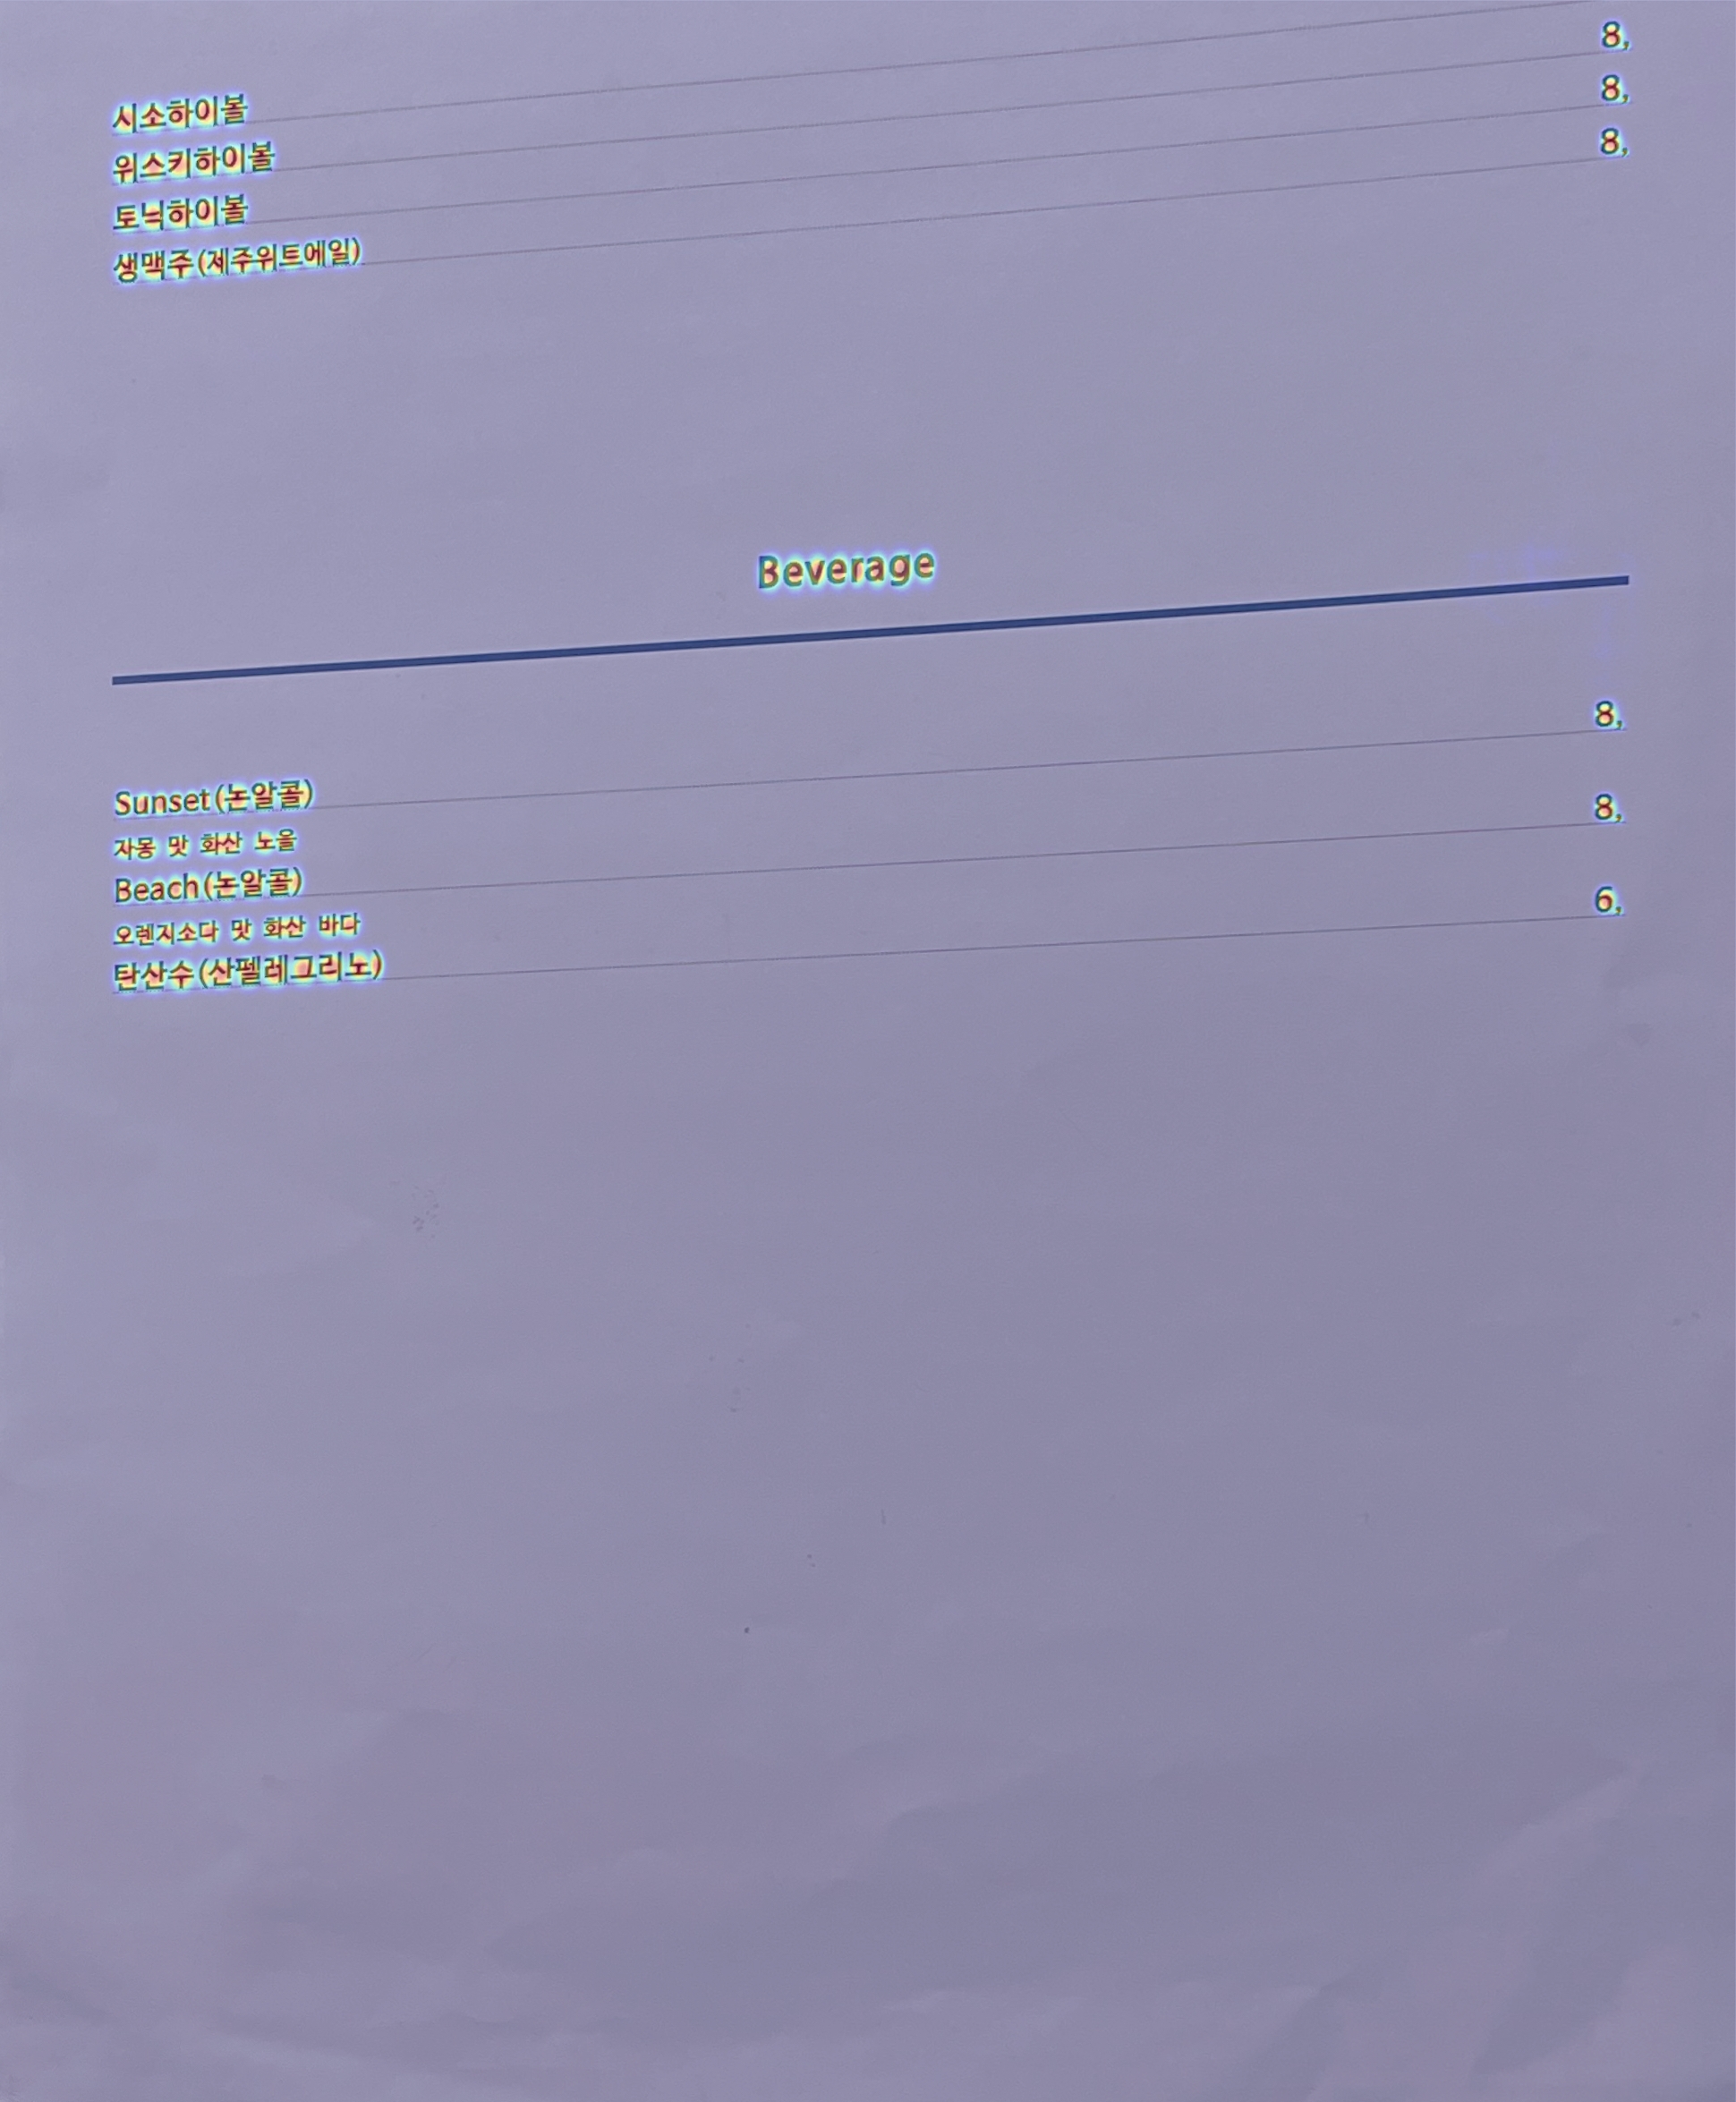 시소하이볼
위스키하이볼 8,
토닉하이볼 8,
생맥주(제주위트에일) 8,
Beverage
Sunset(논알콜) 8,
자몽 맛 화산 노을
Beach(논알콜) 8,
오렌지소다 맛 화산 바다
탄산수(산펠레그리노) 6,